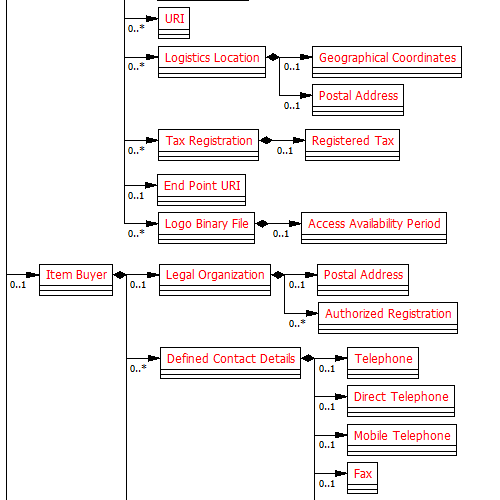 URI
0..*
Logistics Location
0..*
Geographical Coordinates
0..1
Postal Address
0..1
Tax Registration
0..*
Registered Tax
0..1
End Point URI
0..1
Logo Binary File
0..*
Access Availability Period
0..1
Item Buyer
0..1
Legal Organization
0..1
Postal Address
0..1
Authorized Registration
0..*
Defined Contact Details
0..*
Telephone
0..1
Direct Telephone
0..1
Mobile Telephone
0..1
Fax
0..1